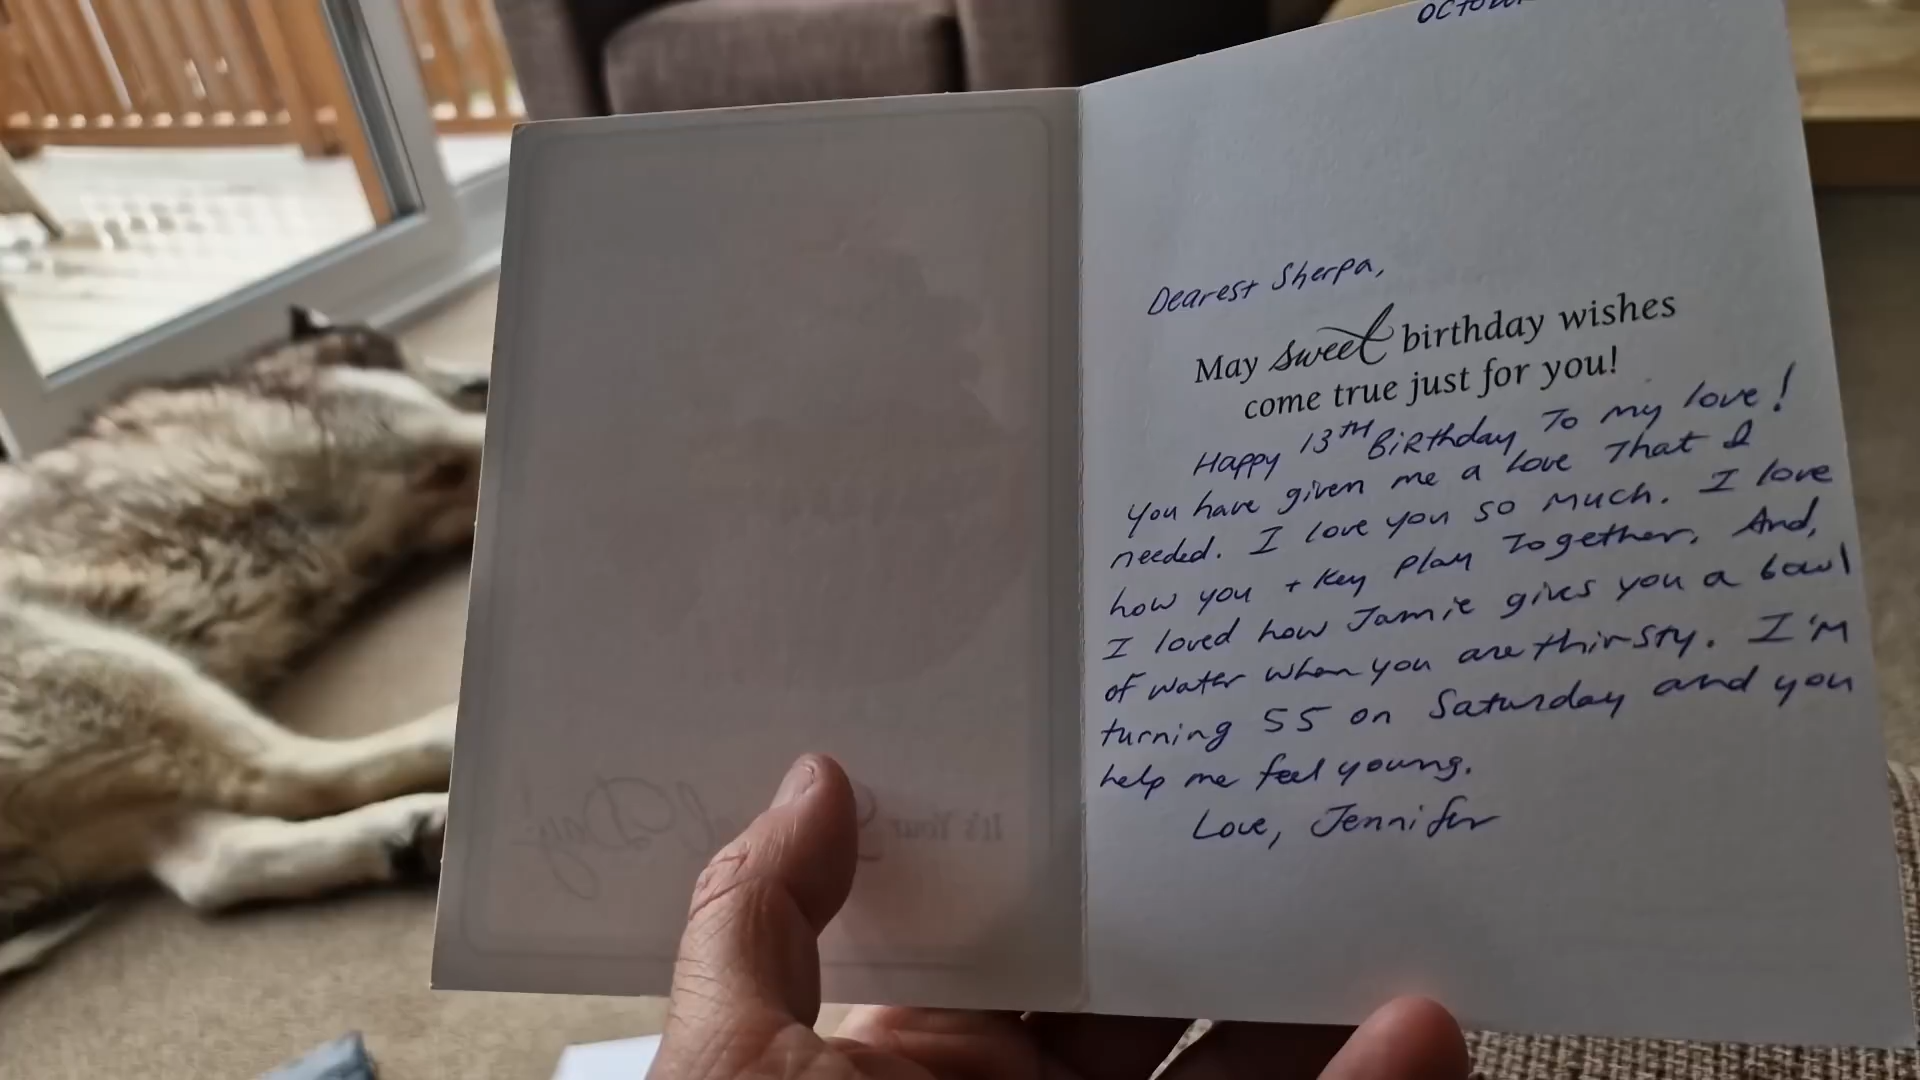 Dearest Sherpa,
May sweet birthday wishes
come true just for you!
Happy 13TH Birthday To my love!
You have given me a love That I
needed. I love you so much. I love
how you + Key Play Together. And,
I loved how Jamie gives you a bowl
of water when you are thirsty. I'M
turning 55 on Saturday and you
help me feel young.
Love, Jennifer
It's Your
Day!